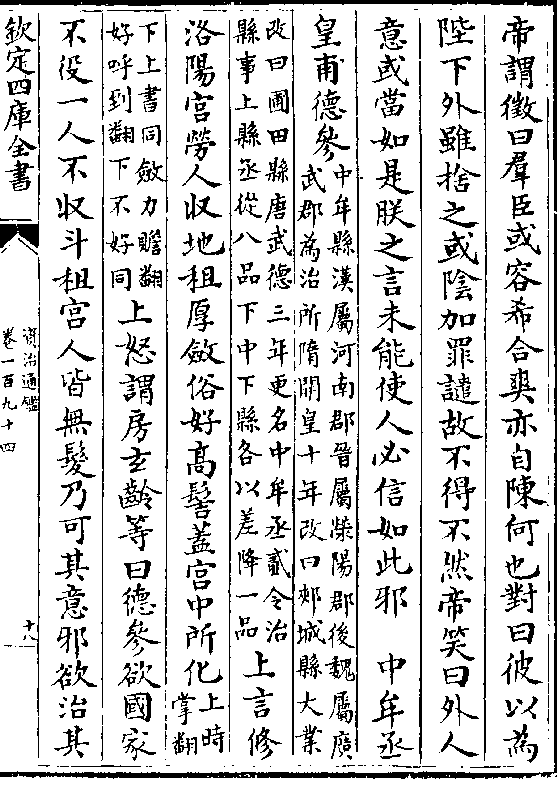 帝謂徵曰羣臣或容希合爽亦自陳何也對曰彼以為
陛下外雖捨之或陰加罪譴故不得不然帝笑曰外人
意或當如是朕之言未能使人必信如此邪　中牟丞
皇甫德參
中牟縣漢屬河南郡晉屬滎陽郡後魏屬廣
武郡為治所隋開皇十年改曰郟城縣大業
改曰圃田縣唐武德三年更名中牟丞貳令治
縣事上縣丞從八品下中下縣各以差降一品
上言修
洛陽宮勞人収地租厚斂俗好髙髻蓋宮中所化
上時
掌翻
下上書同斂力贍翻
好呼到翻下不好同
上怒謂房玄齡等曰德參欲國家
不役一人不収斗租宮人皆無髮乃可其意邪欲治其
欽定四庫全書
資治通鑑
卷一百九十四
十八